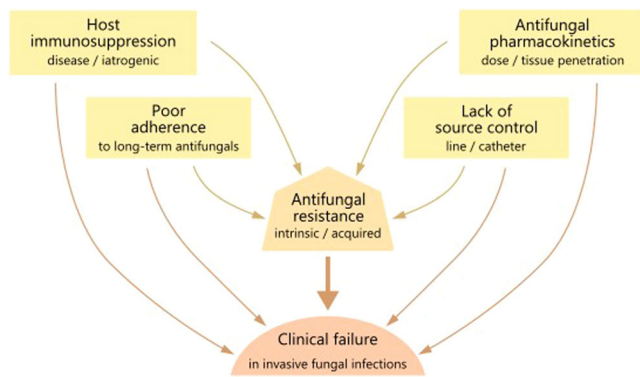 Host
immunosuppression
disease / iatrogenic
Antifungal
pharmacokinetics
dose / tissue penetration
Poor
adherence
to long-term antifungals
Lack of
source control
line / catheter
Antifungal
resistance
intrinsic / acquired
Clinical failure
in invasive fungal infections